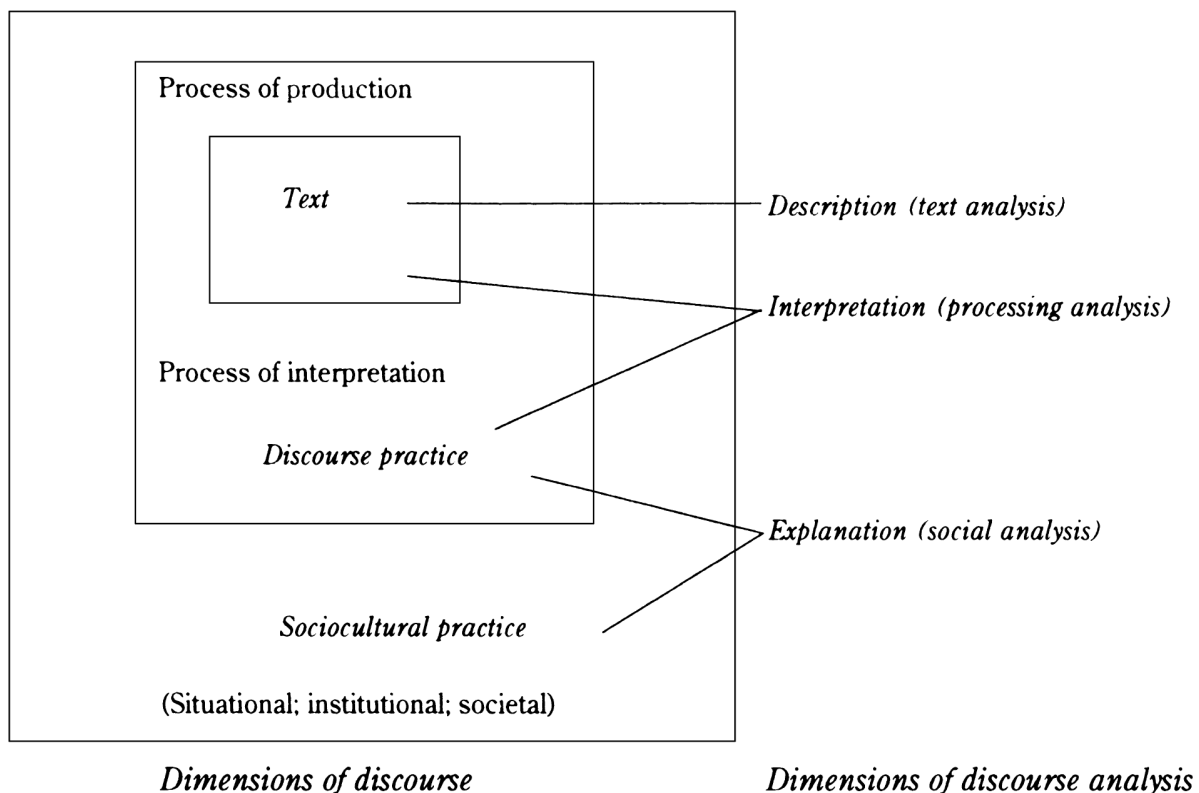 Process of production
Text
Description (text analysis)
Interpretation (processing analysis)
Process of interpretation
Discourse practice
Explanation (social analysis)
Sociocultural practice
(Situational; institutional; societal)
Dimensions of discourse
Dimensions of discourse analysis